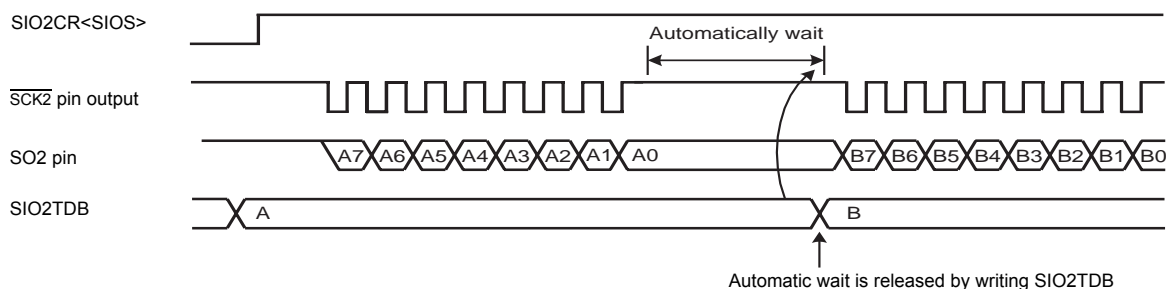 SIO2CR<SIOS>
Automatically wait
SCK2 pin output
SO2 pin
A7 A6 A5 A4 A3 A2 A1 A0 B7 B6 B5 B4 B3 B2 B1 B0
SIO2TDB
A B
Automatic wait is released by writing SIO2TDB